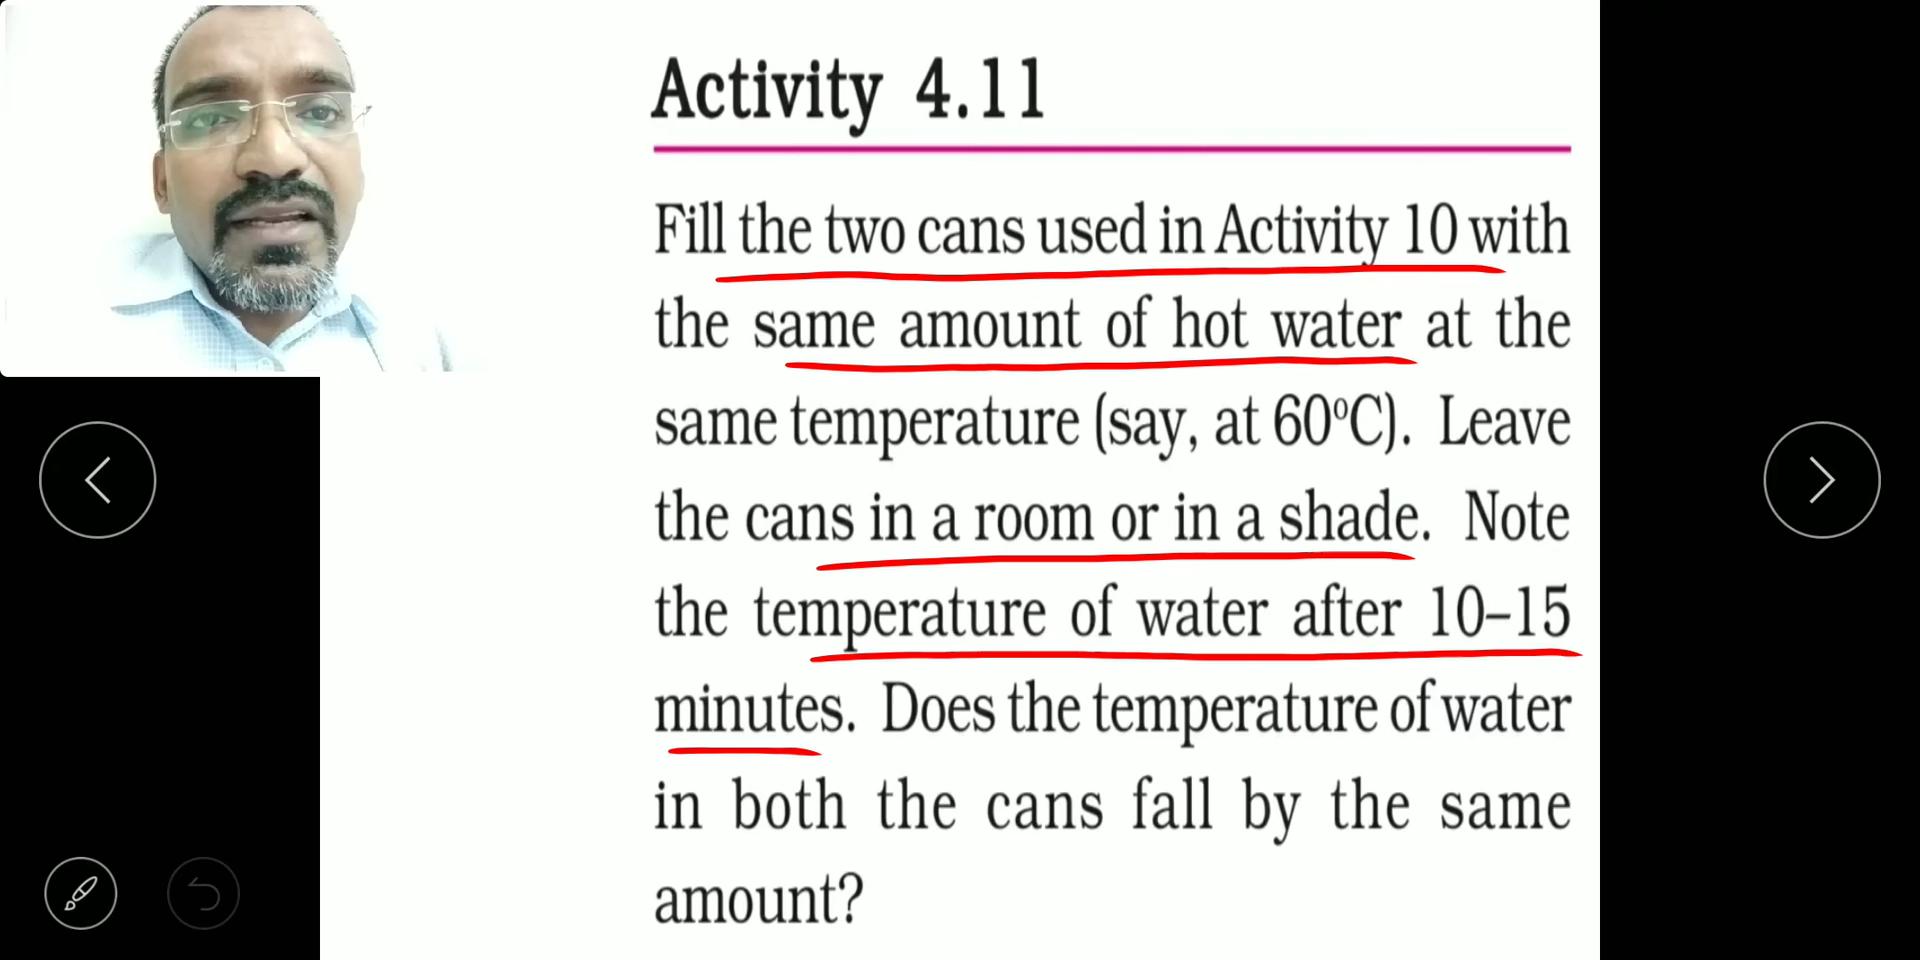 Activity 4.11
Fill the two cans used in Activity 10 with
the same amount of hot water at the
same temperature (say, at 60°C). Leave
the cans in a room or in a shade. Note
the temperature of water after 10–15
minutes. Does the temperature of water
in both the cans fall by the same
amount?